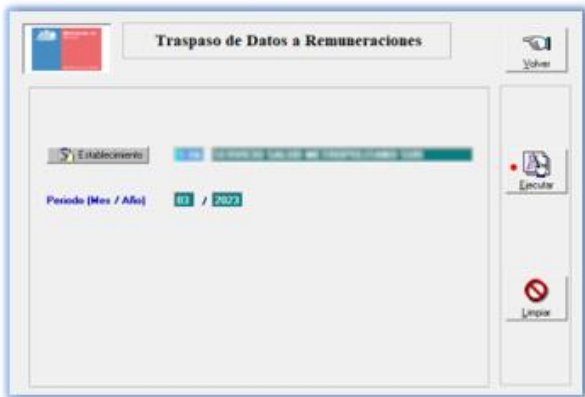 Traspaso de Datos a Remuneraciones
Volver
Establecimiento
Periodo (Mes / Año) 03 / 2023
Ejecutar
Limpiar